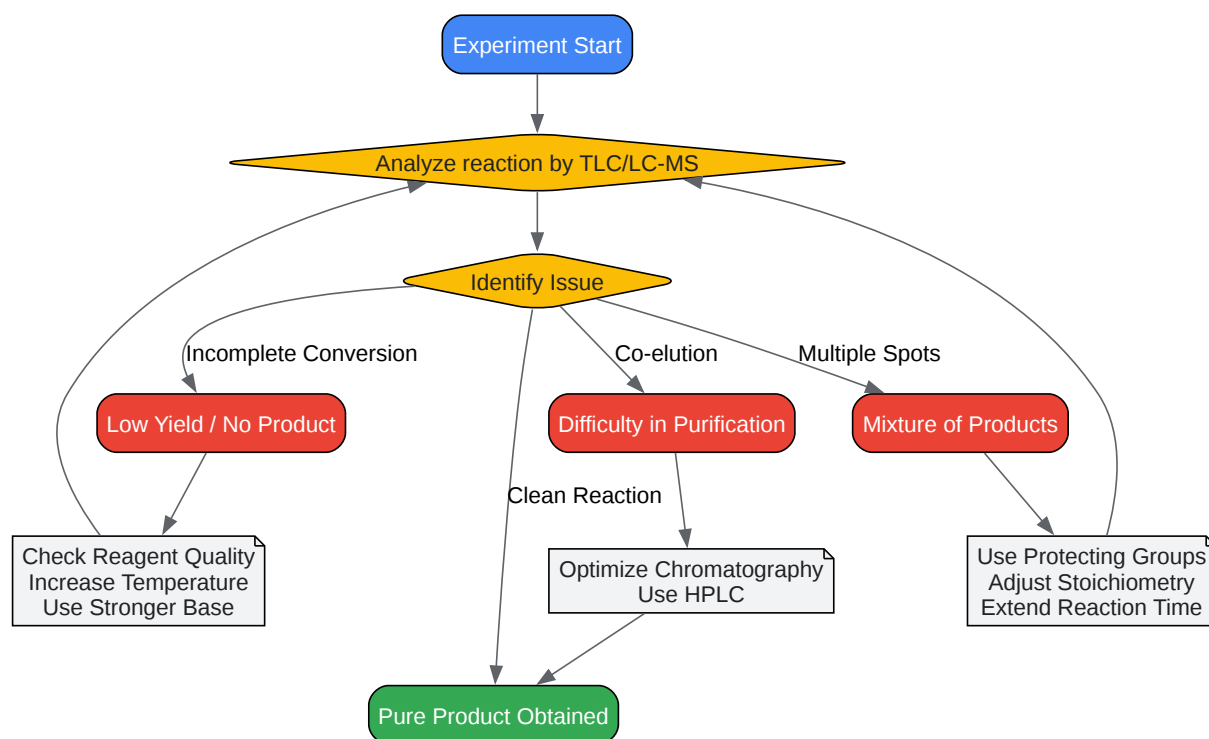 Experiment Start
Analyze reaction by TLC/LC-MS
Identify Issue
Incomplete Conversion
Co-elution
Multiple Spots
Low Yield / No Product
Difficulty in Purification
Mixture of Products
Clean Reaction
Check Reagent Quality
Increase Temperature
Use Stronger Base
Optimize Chromatography
Use HPLC
Use Protecting Groups
Adjust Stoichiometry
Extend Reaction Time
Pure Product Obtained